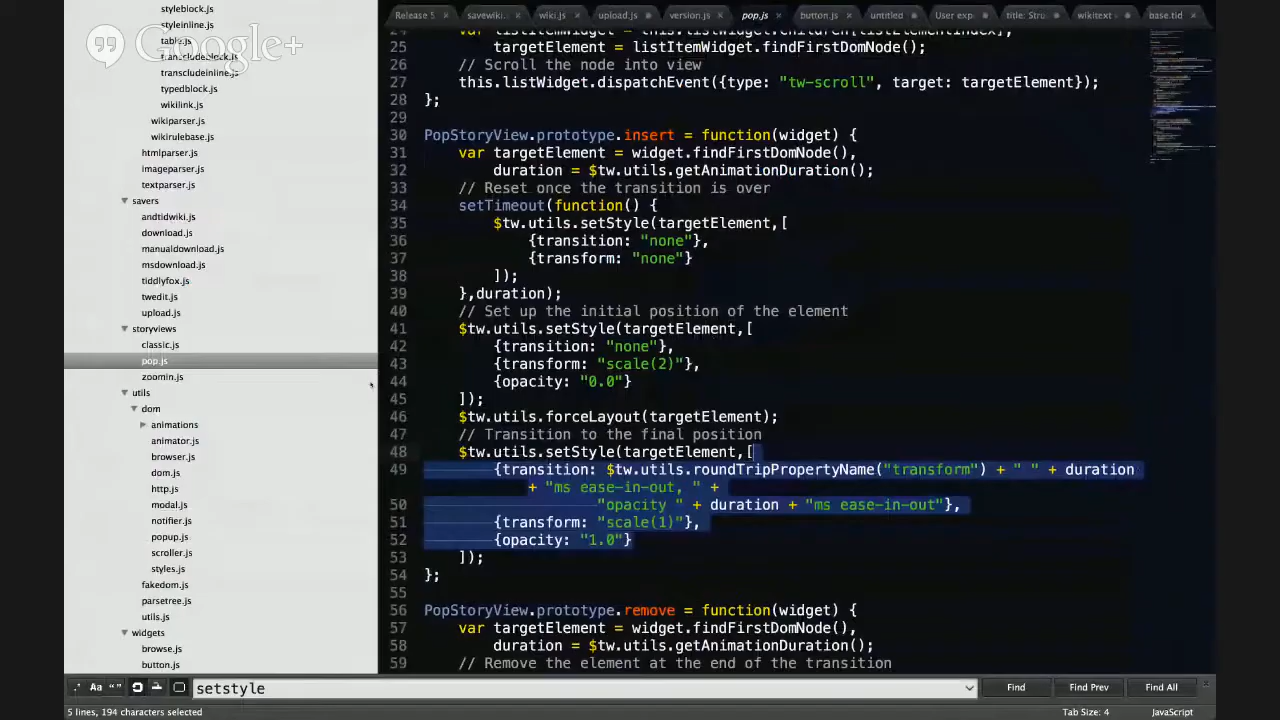 Google+
styleblock.js
styleinline.js
table.js
transcludeblock.js
transcludeinline.js
typedblock.js
wikilink.js
wikiparser.js
wikirulebase.js
htmlparser.js
imageparser.js
textparser.js
savers
andtidwiki.js
download.js
manualdownload.js
msdownload.js
tiddlyfox.js
twedit.js
upload.js
storyviews
classic.js
pop.js
zoomin.js
utils
dom
animations
animator.js
browser.js
dom.js
http.js
modal.js
notifier.js
popup.js
scroller.js
styles.js
fakedom.js
parsetree.js
utils.js
widgets
browse.js
button.js
Release 5 savewiki. wiki.js upload.js version.js pop.js button.js untitled User exp title: Stru wikitext base.tid
24 var listItemWidget = this.listWidget.children[listElementIndex],
25 targetElement = listItemWidget.findFirstDomNode();
26 // Scroll the node into view
27 this.listWidget.dispatchEvent({type: "tw-scroll", target: targetElement});
28 };
29
30 PopStoryView.prototype.insert = function(widget) {
31 var targetElement = widget.findFirstDomNode(),
32 duration = $tw.utils.getAnimationDuration();
33 // Reset once the transition is over
34 setTimeout(function() {
35 $tw.utils.setStyle(targetElement,[
36 {transition: "none"},
37 {transform: "none"}
38 ]);
39 },duration);
40 // Set up the initial position of the element
41 $tw.utils.setStyle(targetElement,[
42 {transition: "none"},
43 {transform: "scale(2)"},
44 {opacity: "0.0"}
45 ]);
46 $tw.utils.forceLayout(targetElement);
47 // Transition to the final position
48 $tw.utils.setStyle(targetElement,[
49 {transition: $tw.utils.roundTripPropertyName("transform") + " " + duration
+ "ms ease-in-out, " +
50 "opacity " + duration + "ms ease-in-out"},
51 {transform: "scale(1)"},
52 {opacity: "1.0"}
53 ]);
54 };
55
56 PopStoryView.prototype.remove = function(widget) {
57 var targetElement = widget.findFirstDomNode(),
58 duration = $tw.utils.getAnimationDuration();
59 // Remove the element at the end of the transition
.* Aa “” setstyle Find Find Prev Find All
5 lines, 194 characters selected Tab Size: 4 JavaScript